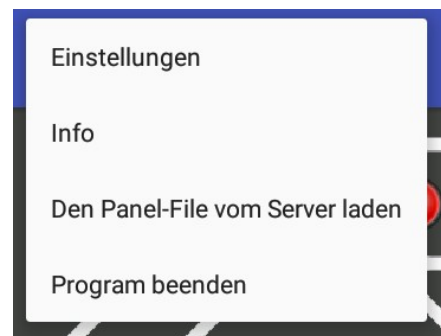 Einstellungen
Info
Den Panel-File vom Server laden
Program beenden